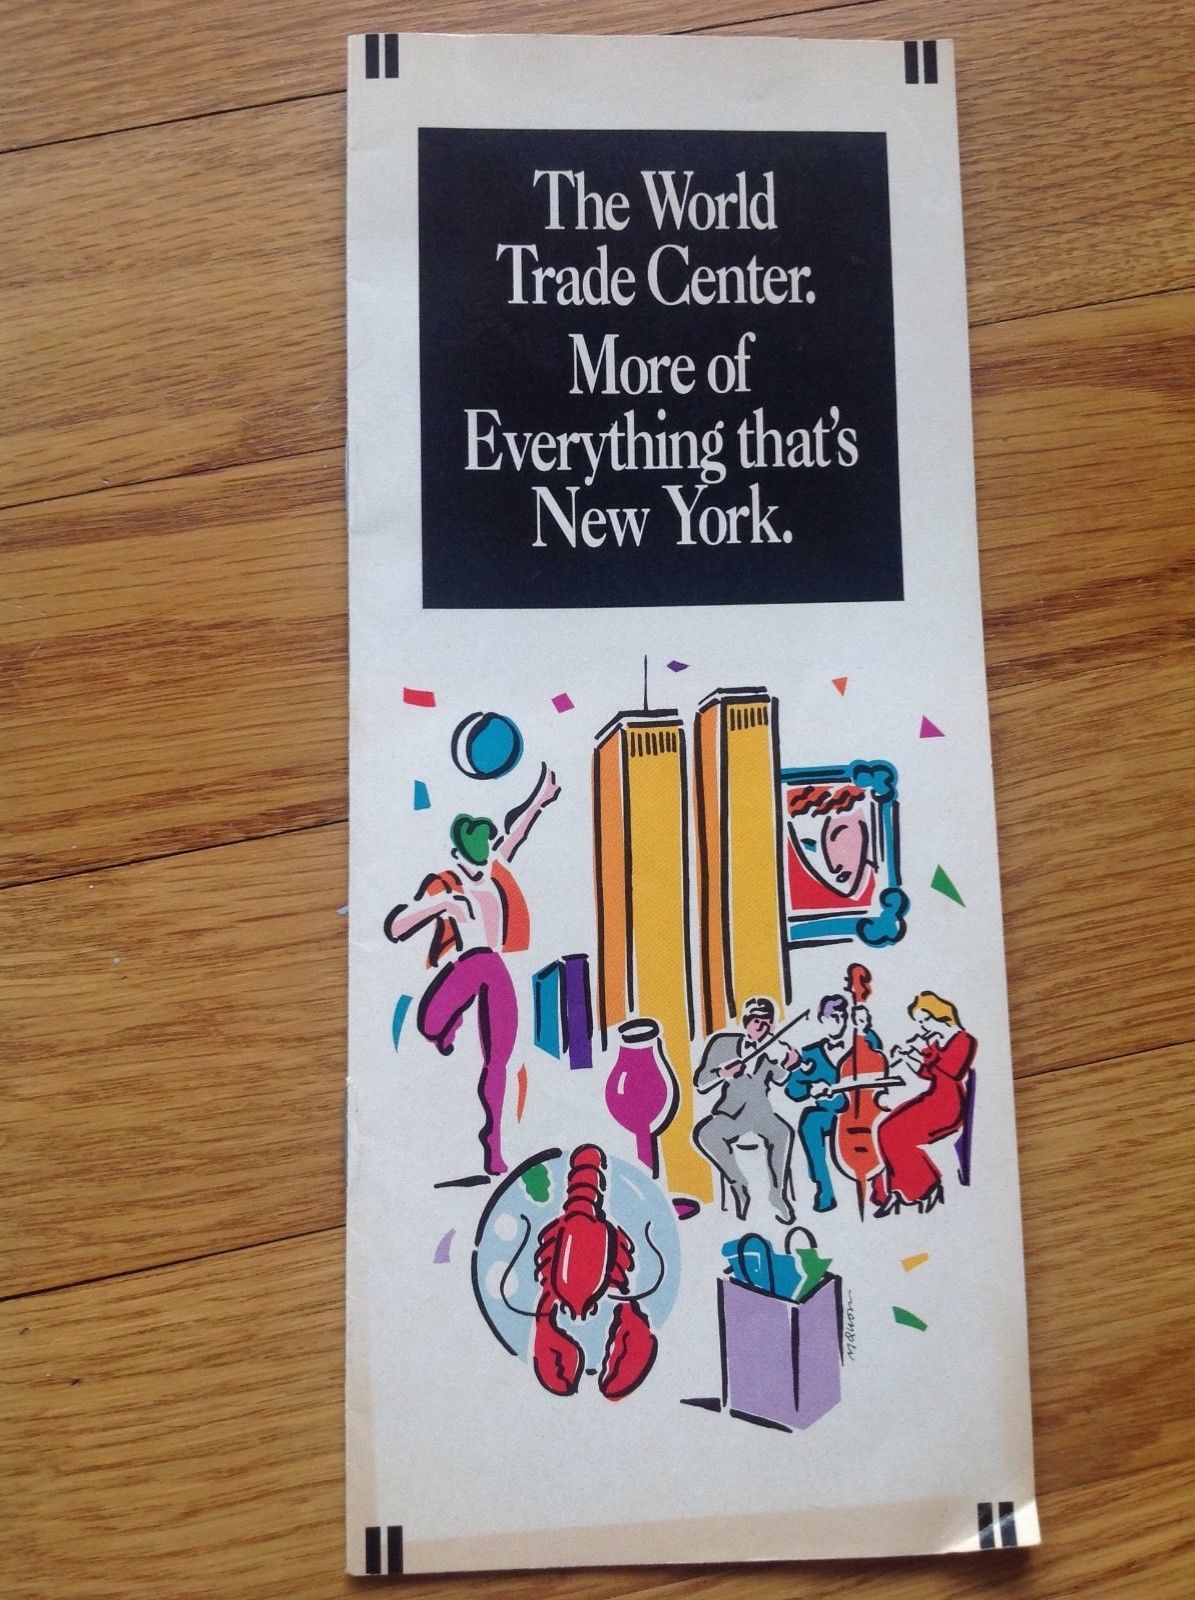 The World
Trade Center.
More of
Everything that's
New York.